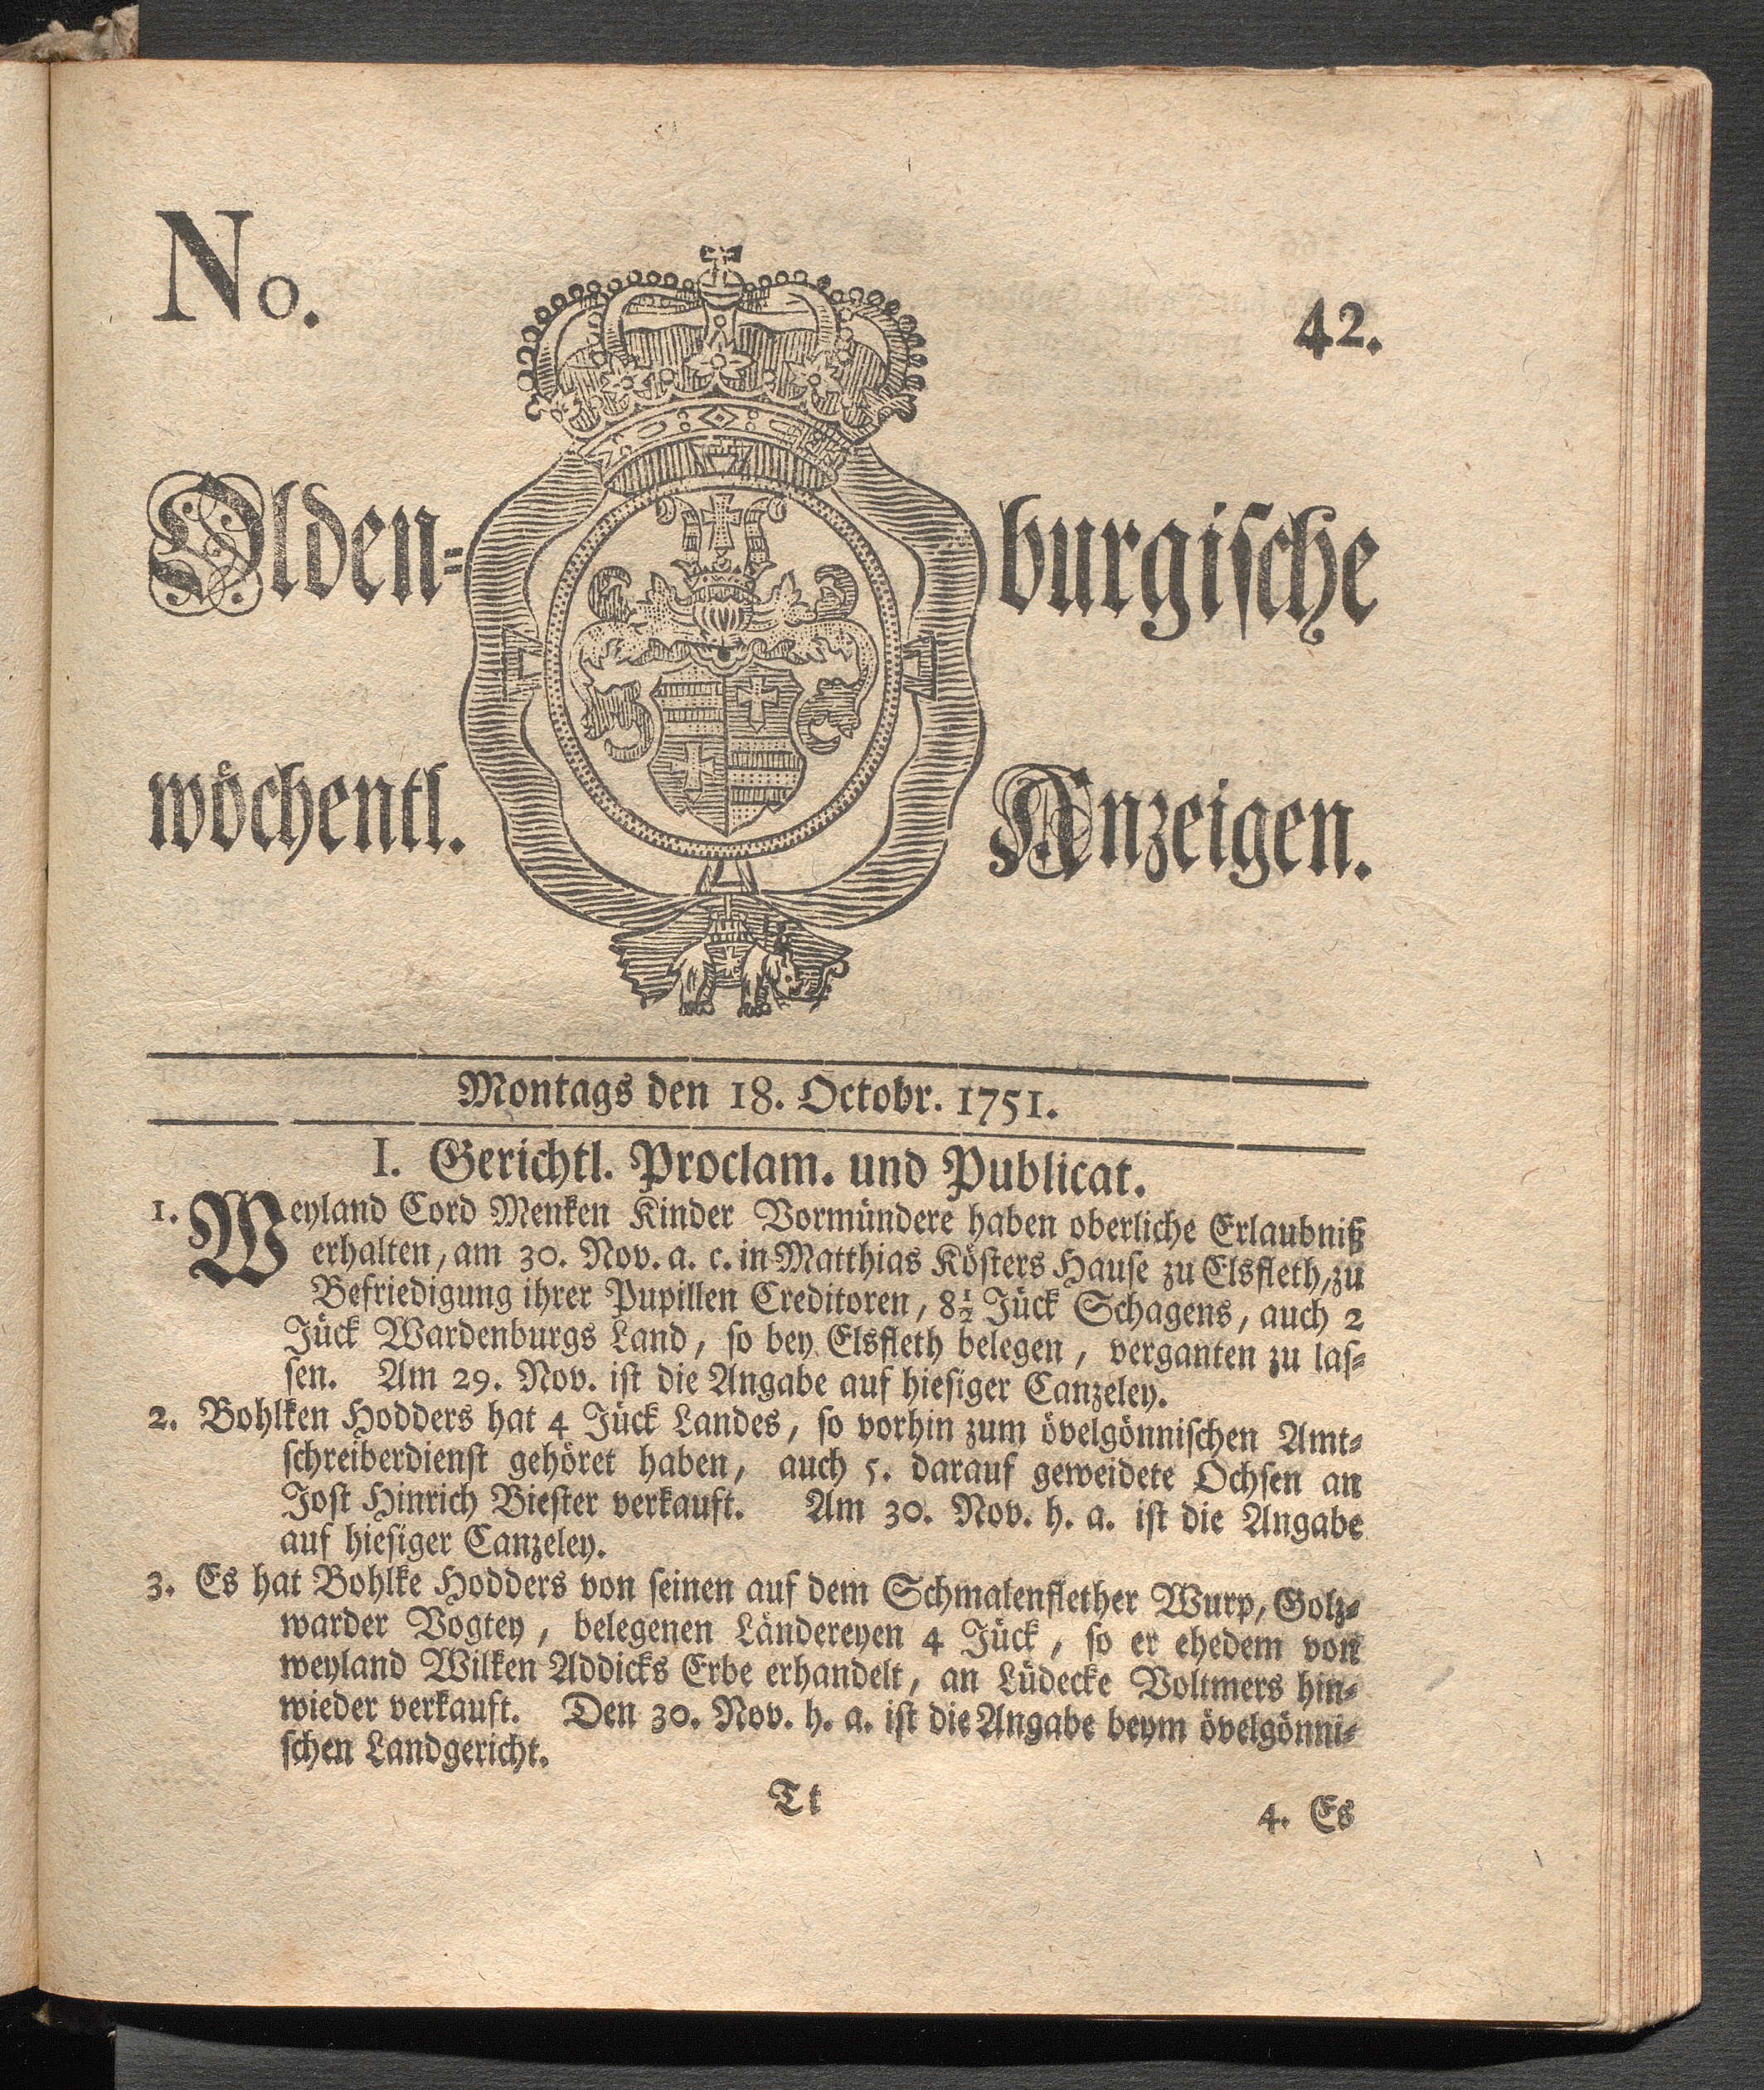 No. 42.
Olden= burgische
wöchentl. Anzeigen.
Montags den 18. Octobr. 1751.
I. Gerichtl. Proclam. und Publicat.
1. Weyland Cord Menken Kinder Vormündere haben oberliche Erlaubniß
erhalten, am 30. Nov. a. c. in Matthias Kösters Hause zu Elsfleth, zu
Befriedigung ihrer Pupillen Creditoren, 8½ Jück Schagens, auch 2
Jück Wardenburgs Land, so bey Elsfleth belegen, verganten zu las=
sen. Am 29. Nov. ist die Angabe auf hiesiger Canzeley.
2. Bohlken Hodders hat 4 Jück Landes, so vorhin zum övelgönnischen Amt=
schreiberdienst gehöret haben, auch 5. darauf geweidete Ochsen an
Jost Hinrich Biester verkauft. Am 30. Nov. h. a. ist die Angabe
auf hiesiger Canzeley.
3. Es hat Bohlke Hodders von seinen auf dem Schmalenflether Wurp, Golz=
warder Vogtey, belegenen Ländereyen 4 Jück, so er ehedem von
weyland Wilken Addicks Erbe erhandelt, an Lüdecke Voltmers hin=
wieder verkauft. Den 30. Nov. h. a. ist die Angabe beym övelgönni=
schen Landgericht.
Tt
4. Es